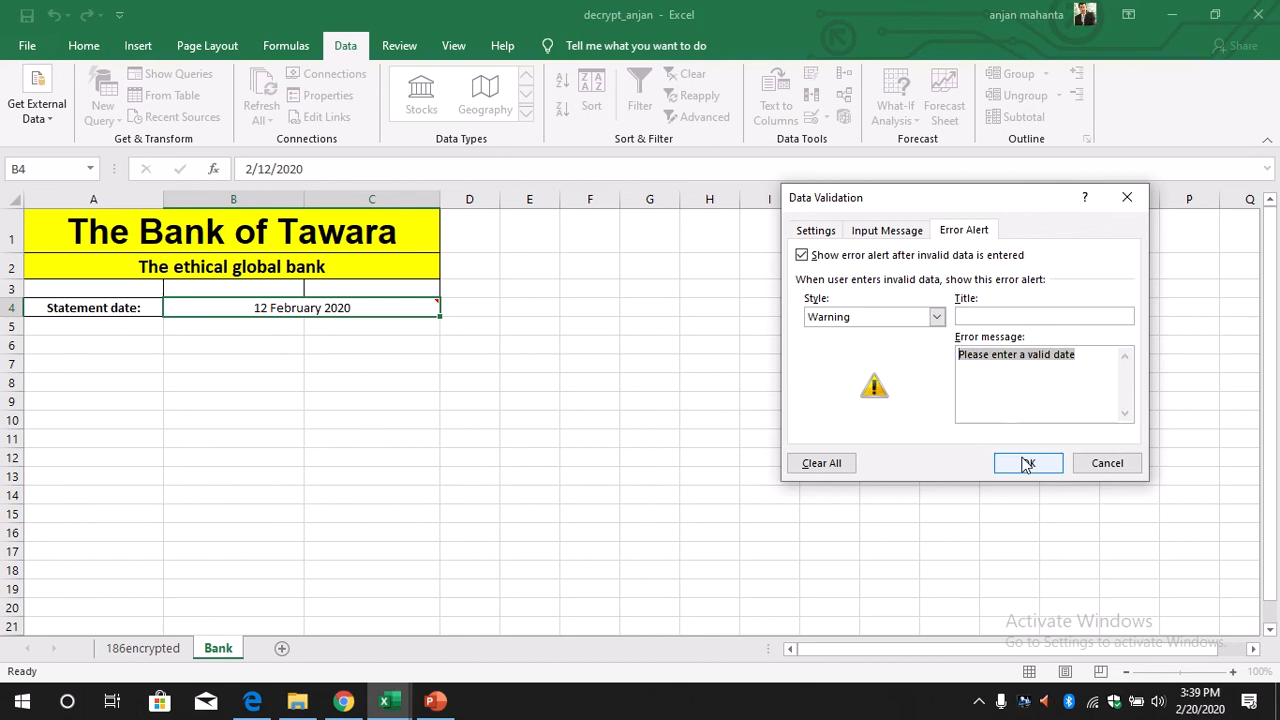 decrypt_anjan - Excel
anjan mahanta
File Home Insert Page Layout Formulas Data Review View Help Tell me what you want to do Share
Get External Data
New Query
Show Queries
From Table
Recent Sources
Get & Transform
Refresh All
Connections
Properties
Edit Links
Connections
Stocks
Geography
Data Types
Sort
Filter
Clear
Reapply
Advanced
Sort & Filter
Text to Columns
Data Tools
What-If Analysis
Forecast Sheet
Forecast
Group
Ungroup
Subtotal
Outline
B4 fx 2/12/2020
A B C D E F G H I P Q
1 The Bank of Tawara
2 The ethical global bank
3
4 Statement date: 12 February 2020
5
6
7
8
9
10
11
12
13
14
15
16
17
18
19
20
21
Data Validation ?
Settings Input Message Error Alert
Show error alert after invalid data is entered
When user enters invalid data, show this error alert:
Style: Title:
Warning
Error message:
Please enter a valid date
Clear All OK Cancel
Activate Windows
Go to Settings to activate Windows.
186encrypted Bank
Ready 100%
3:39 PM
2/20/2020